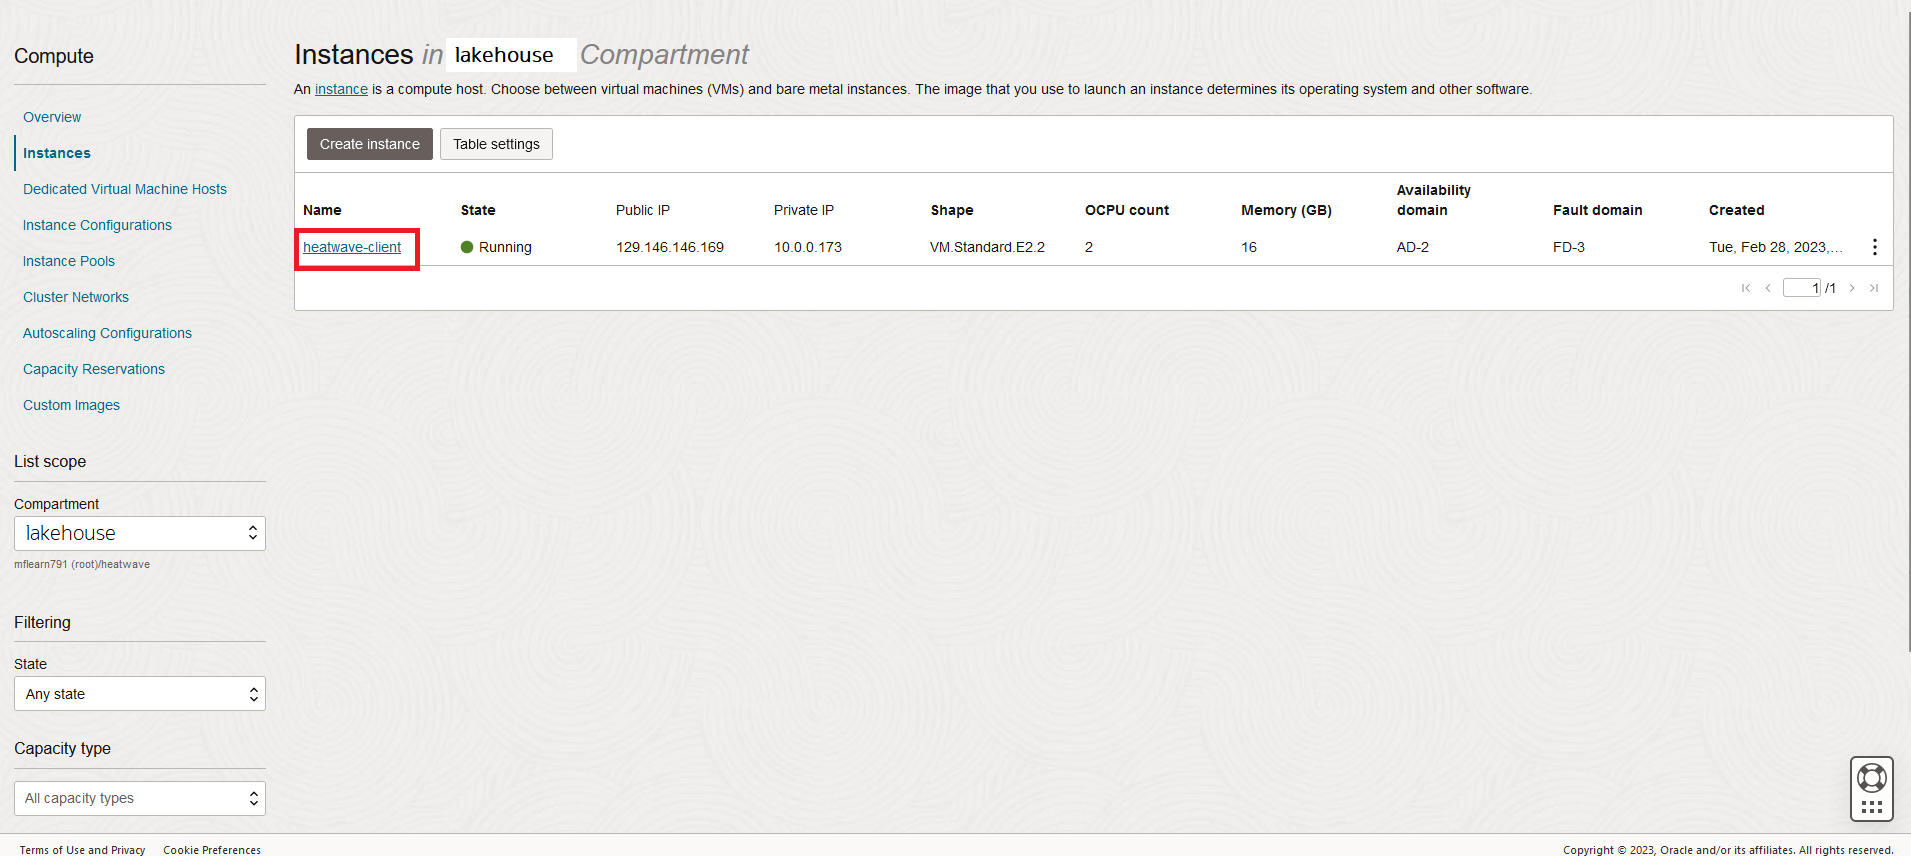 Compute
Overview
Instances
Dedicated Virtual Machine Hosts
Instance Configurations
Instance Pools
Cluster Networks
Autoscaling Configurations
Capacity Reservations
Custom Images
List scope
Compartment
lakehouse
mflearn791 (root)/heatwave
Filtering
State
Any state
Capacity type
All capacity types
Instances in lakehouse Compartment
An instance is a compute host. Choose between virtual machines (VMs) and bare metal instances. The image that you use to launch an instance determines its operating system and other software.
Create instance Table settings
Name State Public IP Private IP Shape OCPU count Memory (GB) Availability domain Fault domain Created
heatwave-client Running 129.146.146.169 10.0.0.173 VM.Standard.E2.2 2 16 AD-2 FD-3 Tue, Feb 28, 2023,...
1 /1
Terms of Use and Privacy Cookie Preferences Copyright © 2023, Oracle and/or its affiliates. All rights reserved.